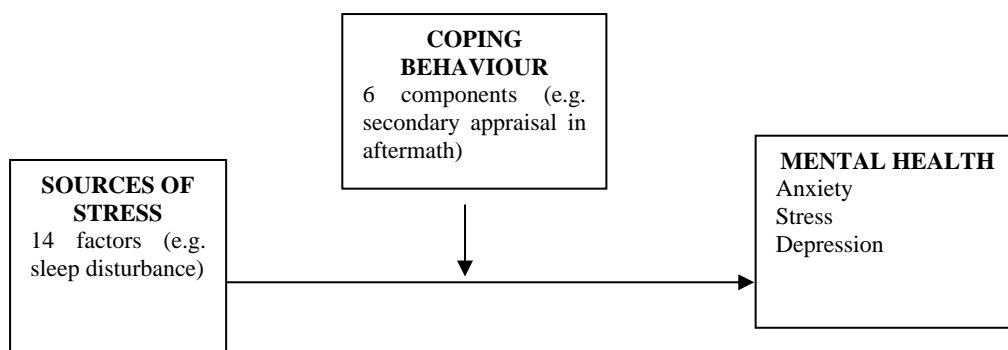 COPING
BEHAVIOUR
6 components (e.g.
secondary appraisal in
aftermath)
SOURCES OF
STRESS
14 factors (e.g.
sleep disturbance)
MENTAL HEALTH
Anxiety
Stress
Depression